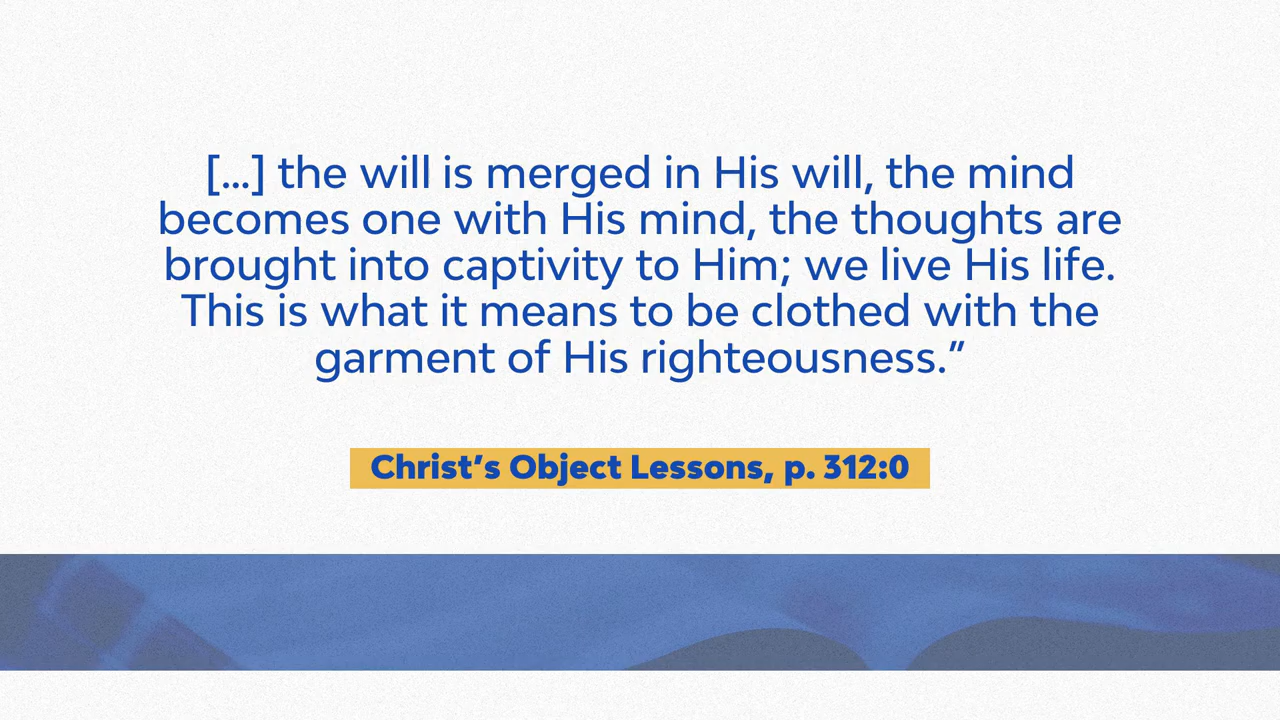 [...] the will is merged in His will, the mind
becomes one with His mind, the thoughts are
brought into captivity to Him; we live His life.
This is what it means to be clothed with the
garment of His righteousness.”
Christ’s Object Lessons, p. 312:0